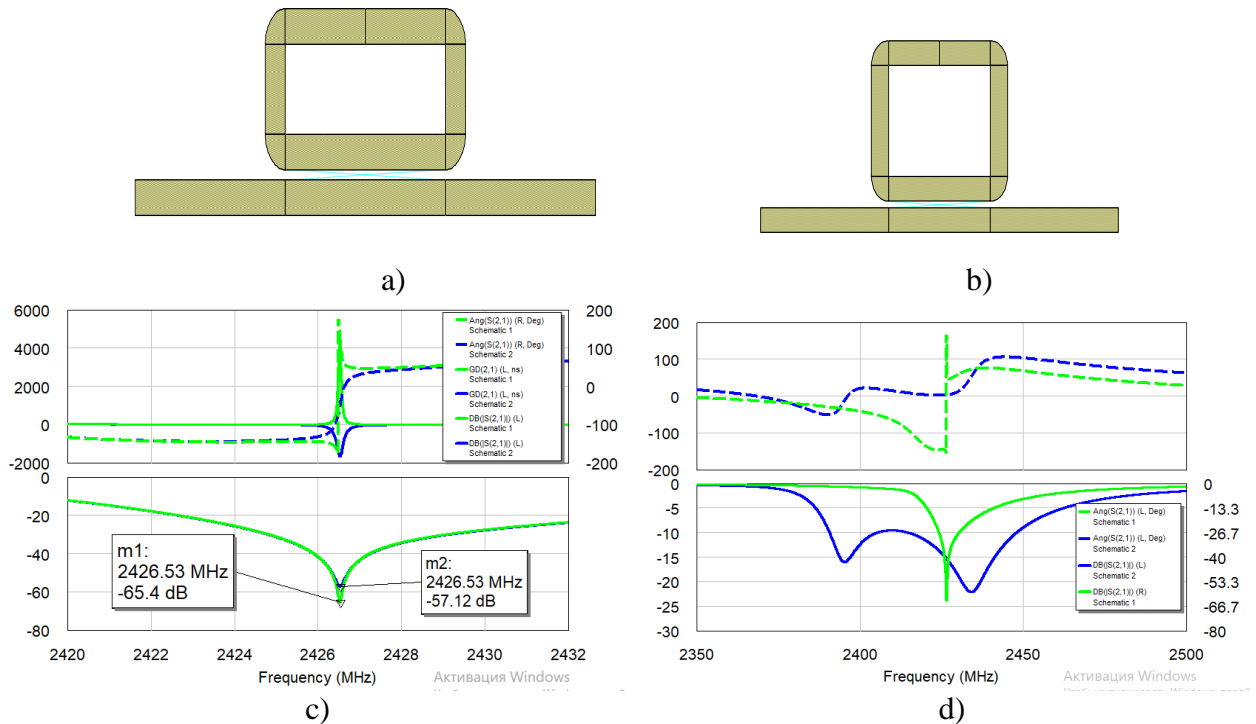 a)
b)
6000
4000
2000
0
-2000
200
100
0
-100
-200
Ang(S(2,1)) (R, Deg)
Schematic 1
Ang(S(2,1)) (R, Deg)
Schematic 2
GD(2,1) (L, ns)
Schematic 1
GD(2,1) (L, ns)
Schematic 2
DB(|S(2,1)|) (L)
Schematic 1
DB(|S(2,1)|) (L)
Schematic 2
0
-20
-40
-60
-80
m1:
2426.53 MHz
-65.4 dB
m2:
2426.53 MHz
-57.12 dB
2420 2422 2424 2426 2428 2430 2432
Frequency (MHz)
Активация Windows
c)
200
100
0
-100
-200
0
-5
-10
-15
-20
-25
-30
0
-13.3
-26.7
-40
-53.3
-66.7
-80
Ang(S(2,1)) (L, Deg)
Schematic 1
Ang(S(2,1)) (L, Deg)
Schematic 2
DB(|S(2,1)|) (L)
Schematic 2
DB(|S(2,1)|) (R)
Schematic 1
2350 2400 2450 2500
Frequency (MHz)
Активация Windows
d)